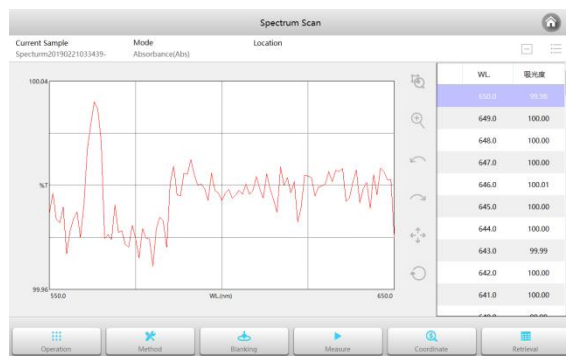 Spectrum Scan
Current Sample Mode Location
Specturm20190221033439- Absorbance(Abs)
100.04
%T
99.96
550.0 WL.(nm) 650.0
WL. 吸光度
650.0 99.98
649.0 100.00
648.0 100.00
647.0 100.00
646.0 100.01
645.0 100.00
644.0 100.00
643.0 99.99
642.0 100.00
641.0 100.00
Operation Method Blanking Measure Coordinate Retrieval